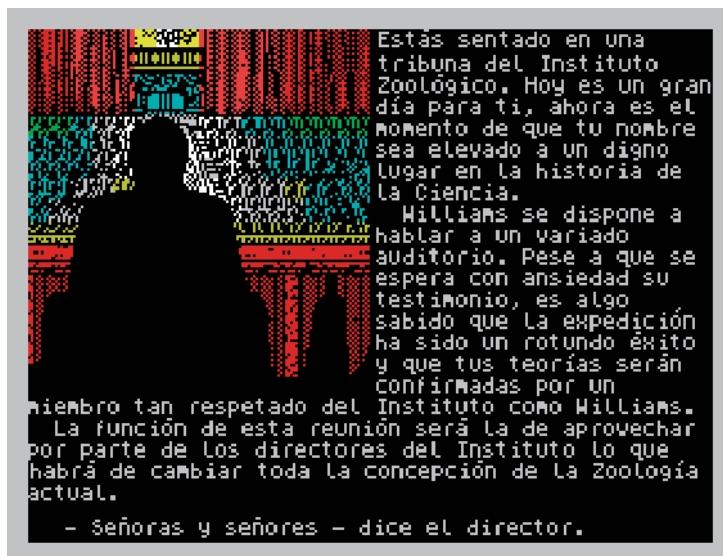 Estás sentado en una
tribuna del Instituto
Zoológico. Hoy es un gran
día para ti, ahora es el
momento de que tu nombre
sea elevado a un digno
lugar en la historia de
la Ciencia.
Williams se dispone a
hablar a un variado
auditorio. Pese a que se
espera con ansiedad su
testimonio, es algo
sabido que la expedición
ha sido un rotundo éxito
y que tus teorías serán
confirmadas por un
miembro tan respetado del Instituto como Williams.
La función de esta reunión será la de aprovechar
por parte de los directores del Instituto lo que
habrá de cambiar toda la concepción de la Zoología
actual.
- Señoras y señores - dice el director.